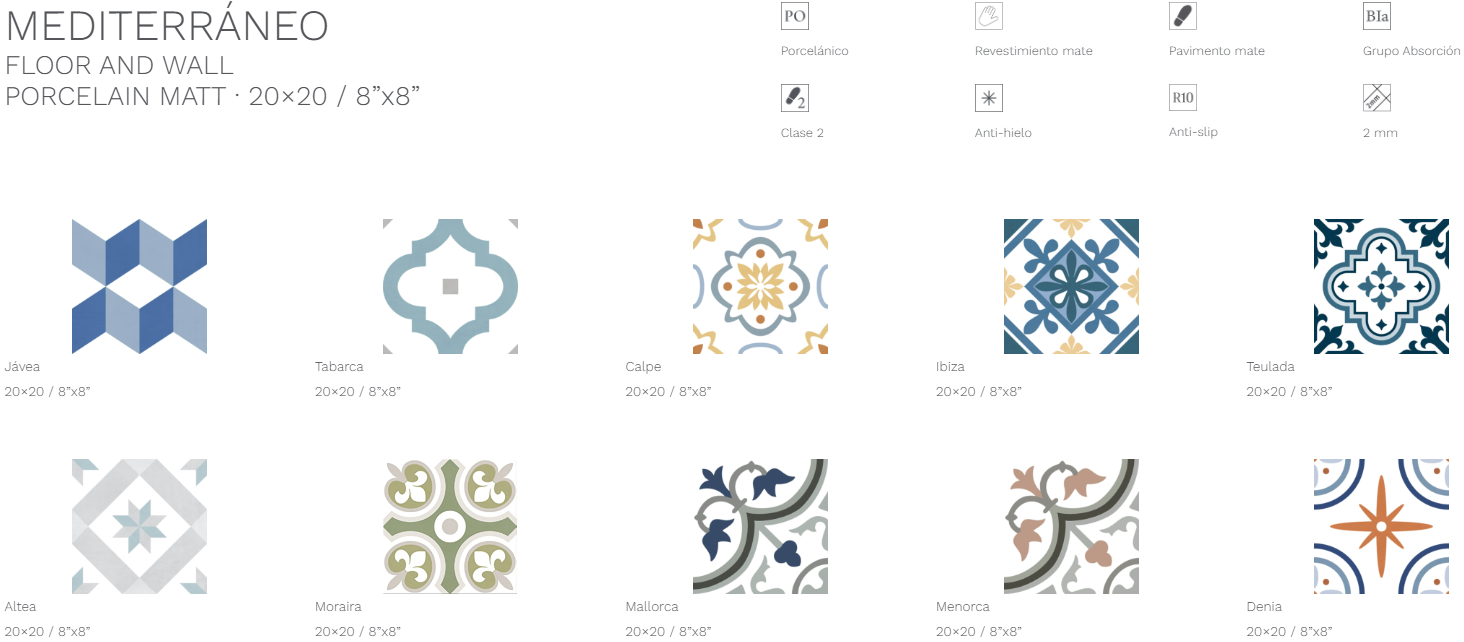 MEDITERRÁNEO
FLOOR AND WALL
PORCELAIN MATT · 20×20 / 8”x8”
PO
Porcelánico
Revestimiento mate
Pavimento mate
BIa
Grupo Absorción
2
Clase 2
Anti-hielo
R10
Anti-slip
2mm
2 mm
Jávea
20×20 / 8”x8”
Tabarca
20×20 / 8”x8”
Calpe
20×20 / 8”x8”
Ibiza
20×20 / 8”x8”
Teulada
20×20 / 8”x8”
Altea
20×20 / 8”x8”
Moraira
20×20 / 8”x8”
Mallorca
20×20 / 8”x8”
Menorca
20×20 / 8”x8”
Denia
20×20 / 8”x8”